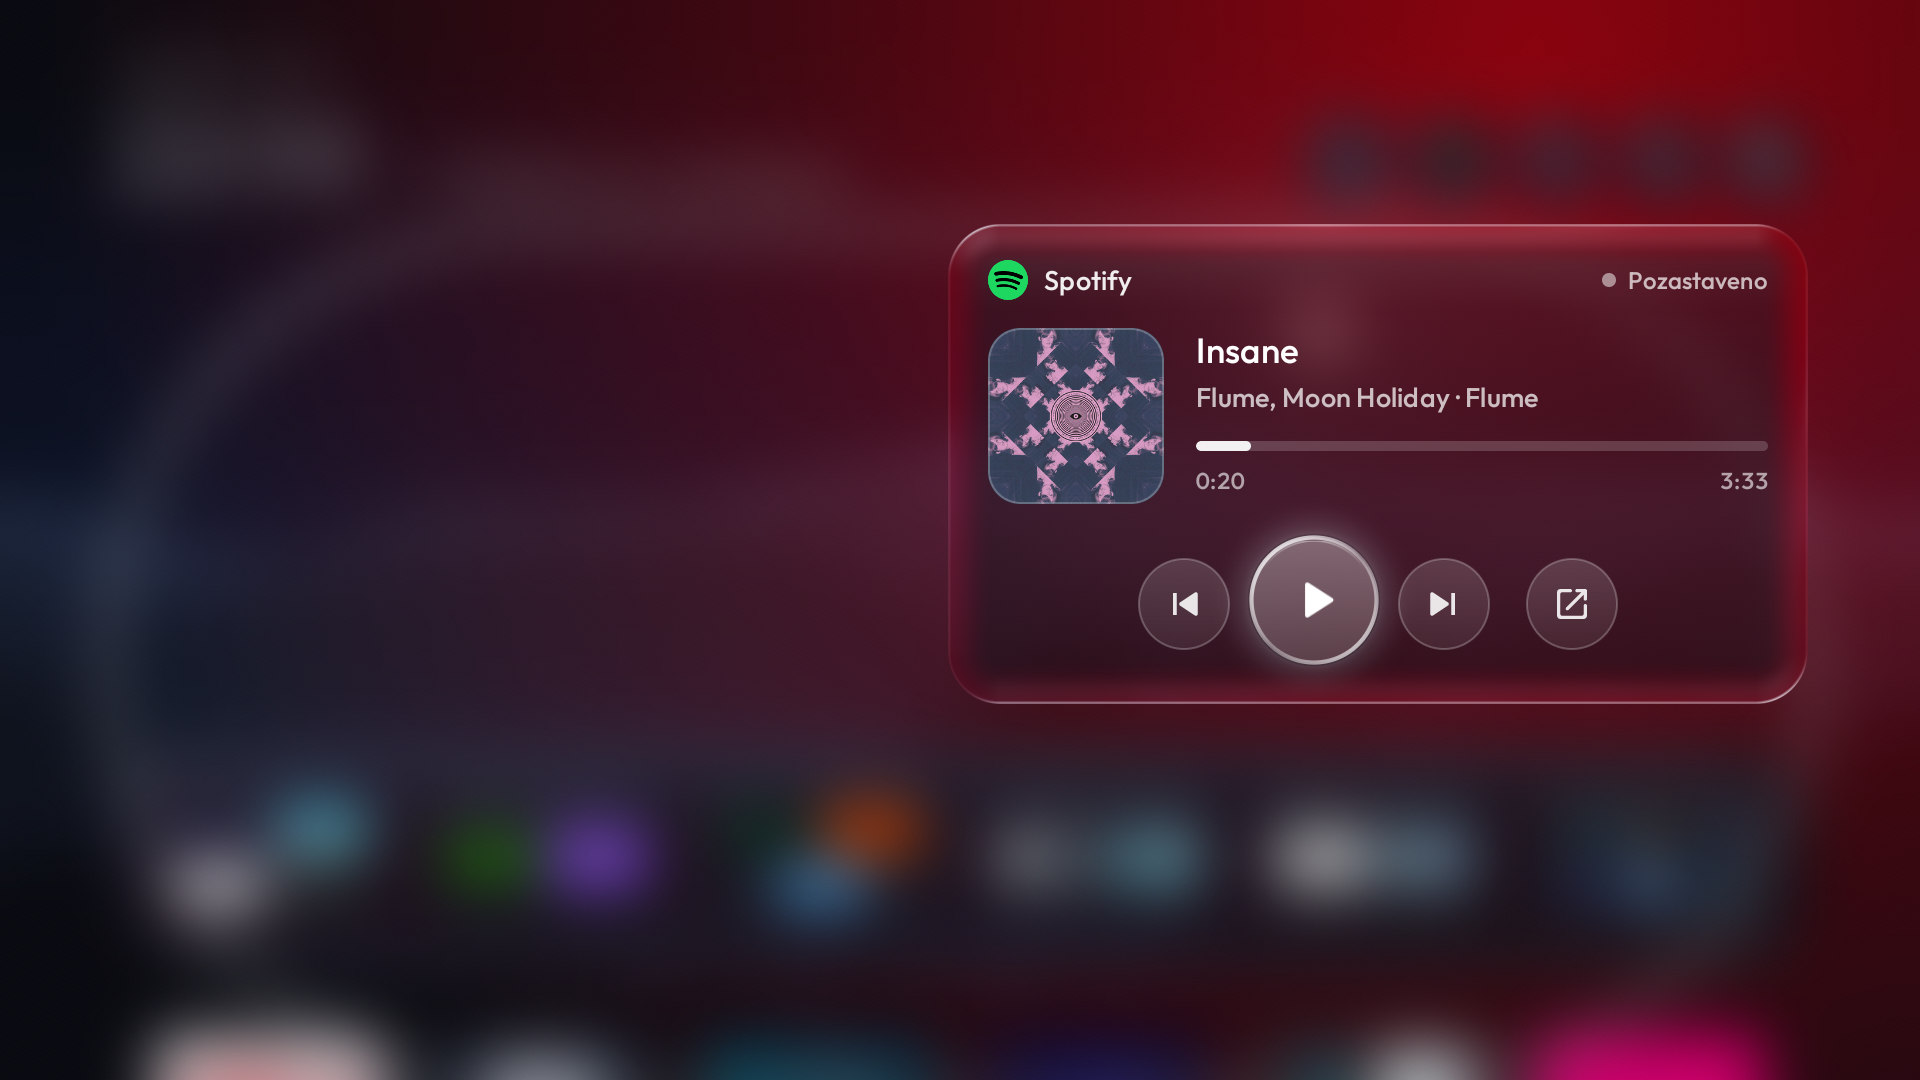 Spotify
Pozastaveno
Insane
Flume, Moon Holiday · Flume
0:20
3:33